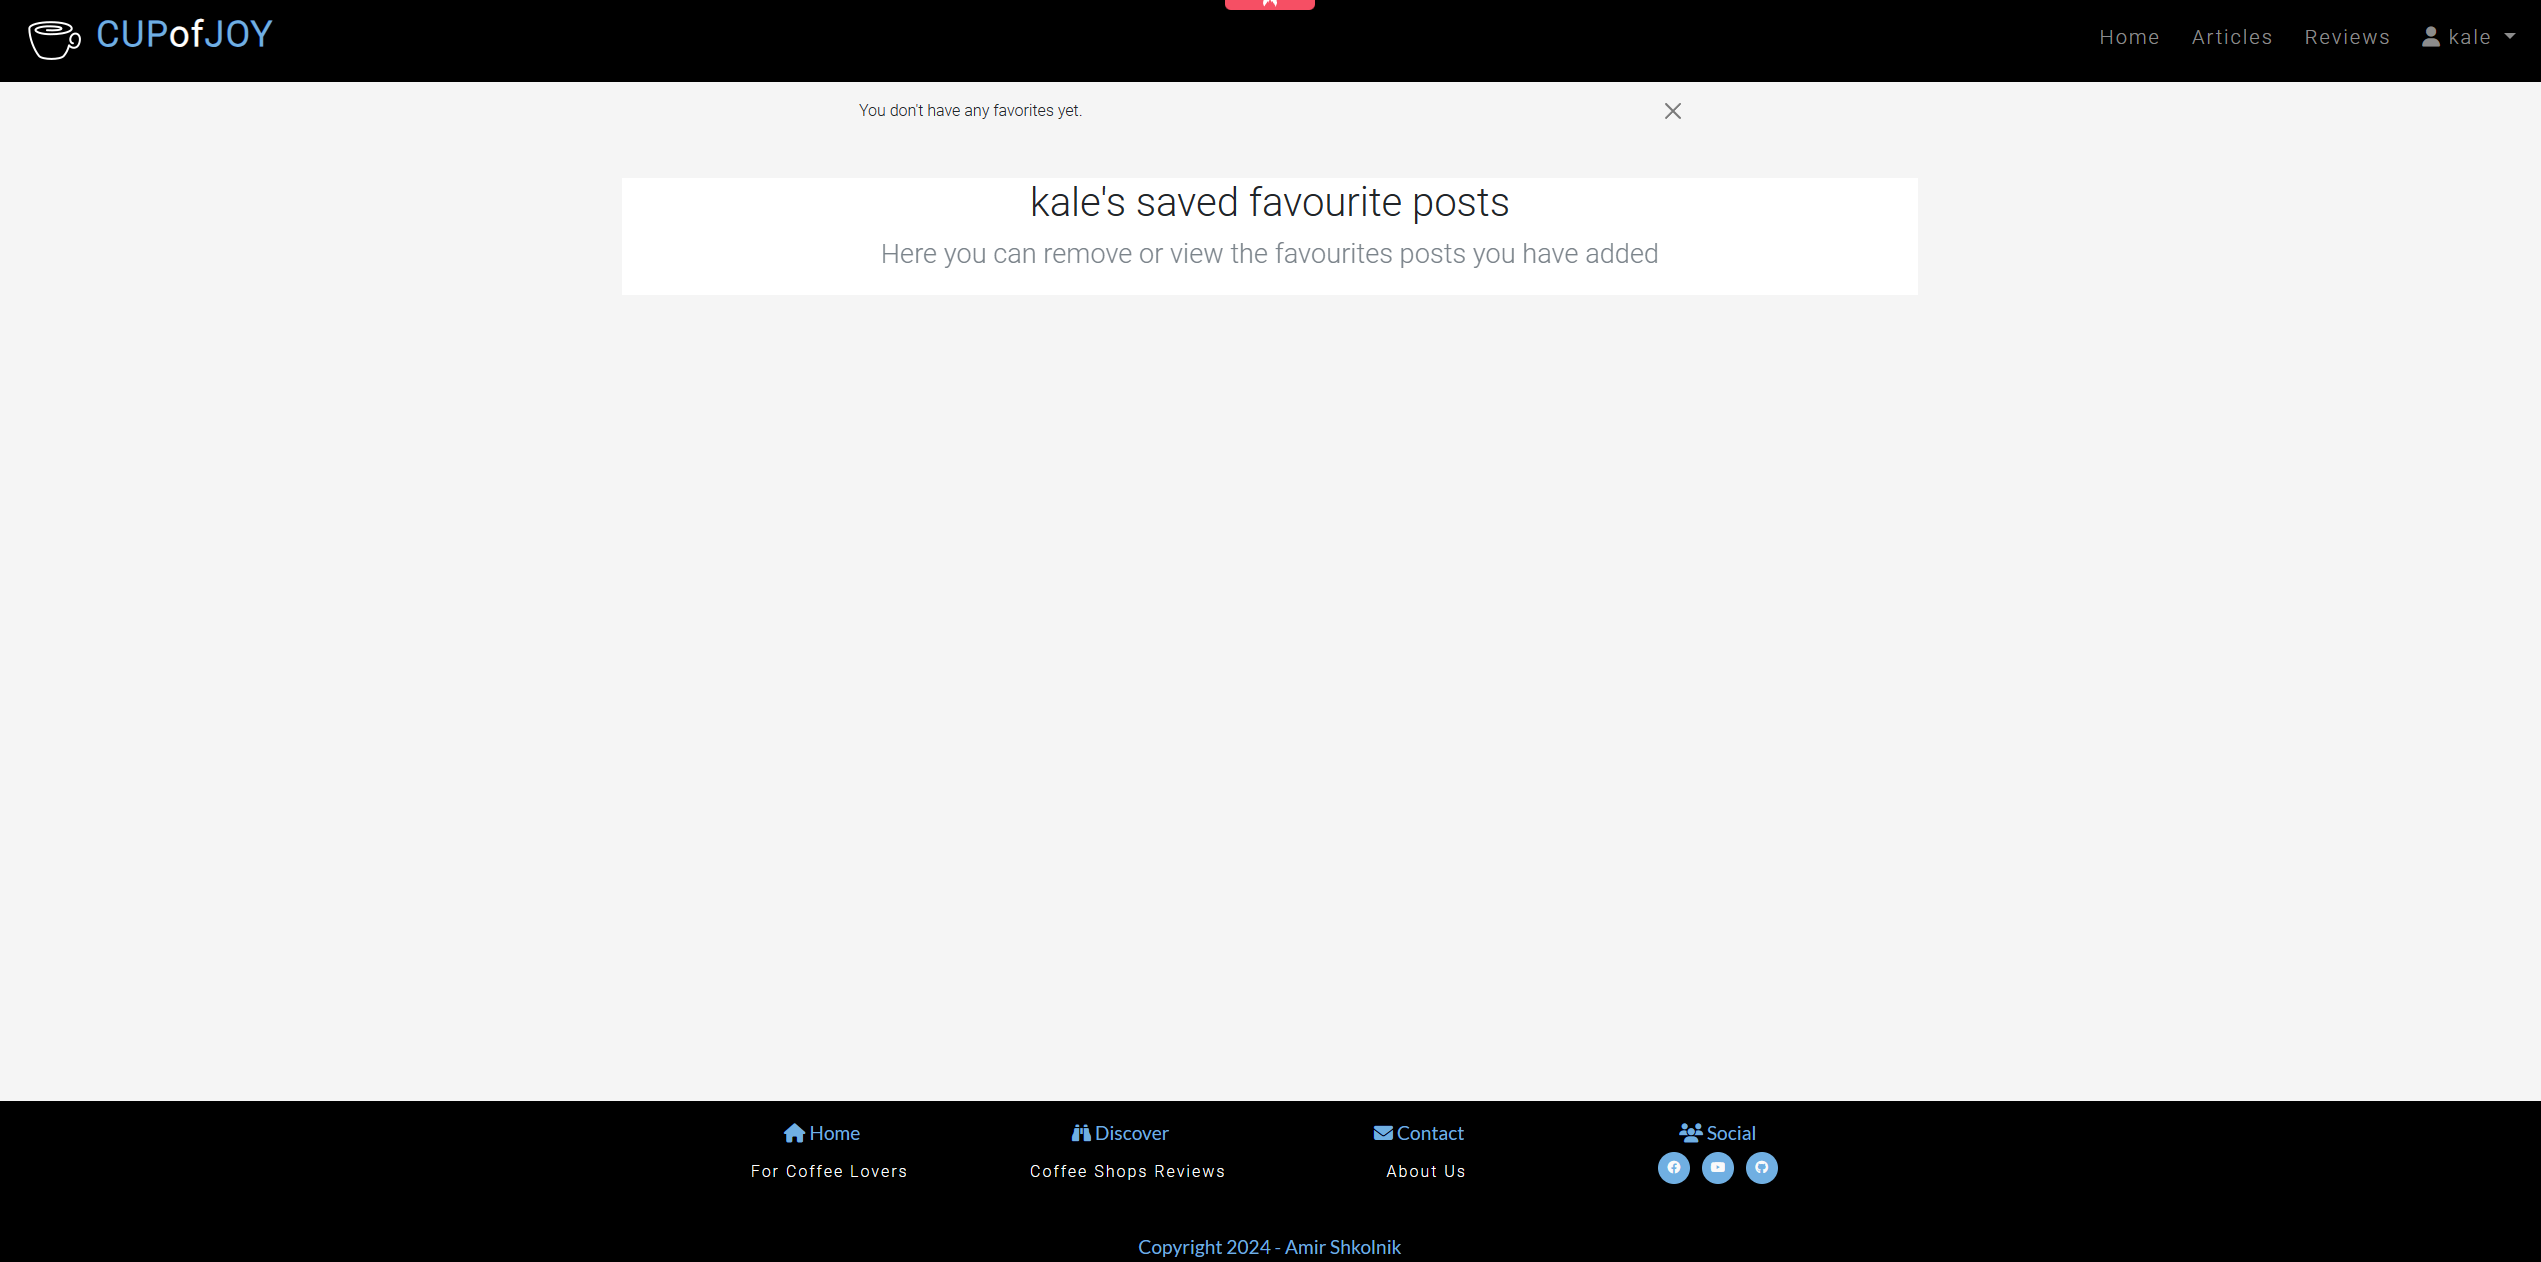 CUPofJOY
Home Articles Reviews kale
You don't have any favorites yet.
kale's saved favourite posts
Here you can remove or view the favourites posts you have added
Home Discover Contact Social
For Coffee Lovers Coffee Shops Reviews About Us
Copyright 2024 - Amir Shkolnik